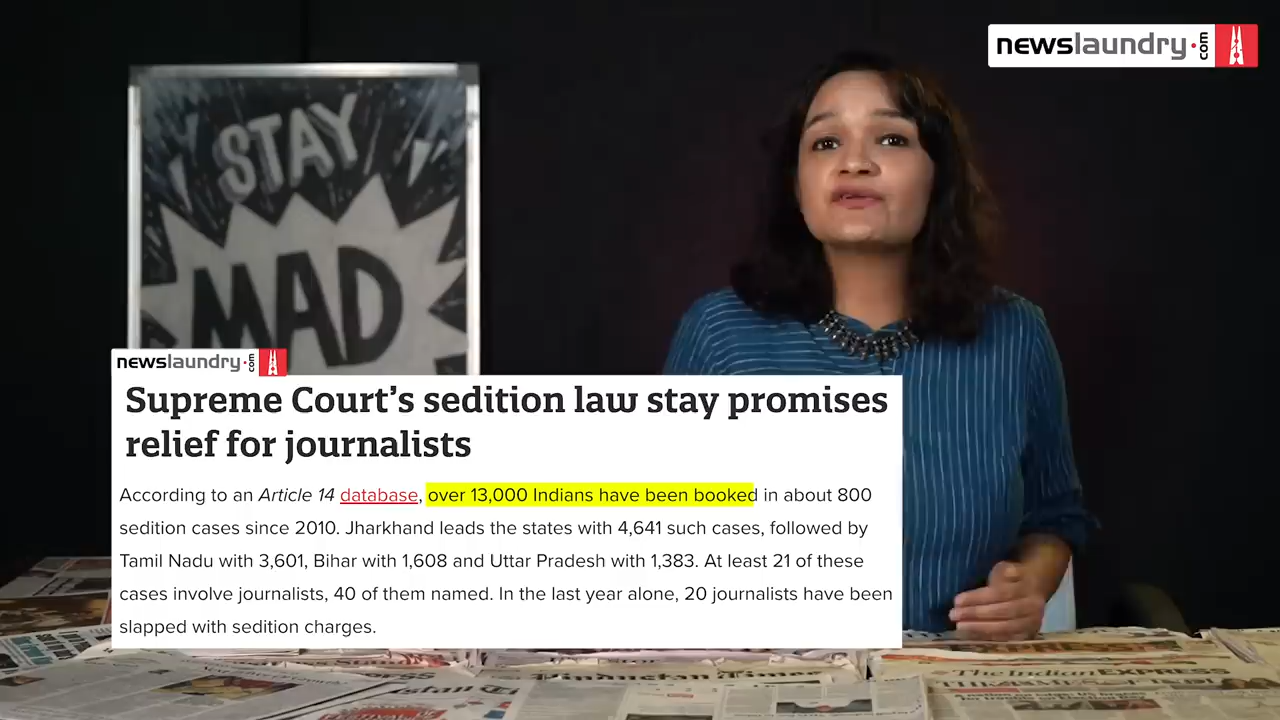 newslaundry.com
STAY
MAD
newslaundry.com
Supreme Court's sedition law stay promises
relief for journalists
According to an Article 14 database, over 13,000 Indians have been booked in about 800
sedition cases since 2010. Jharkhand leads the states with 4,641 such cases, followed by
Tamil Nadu with 3,601, Bihar with 1,608 and Uttar Pradesh with 1,383. At least 21 of these
cases involve journalists, 40 of them named. In the last year alone, 20 journalists have been
slapped with sedition charges.
Hindustan Times
The Indian Express